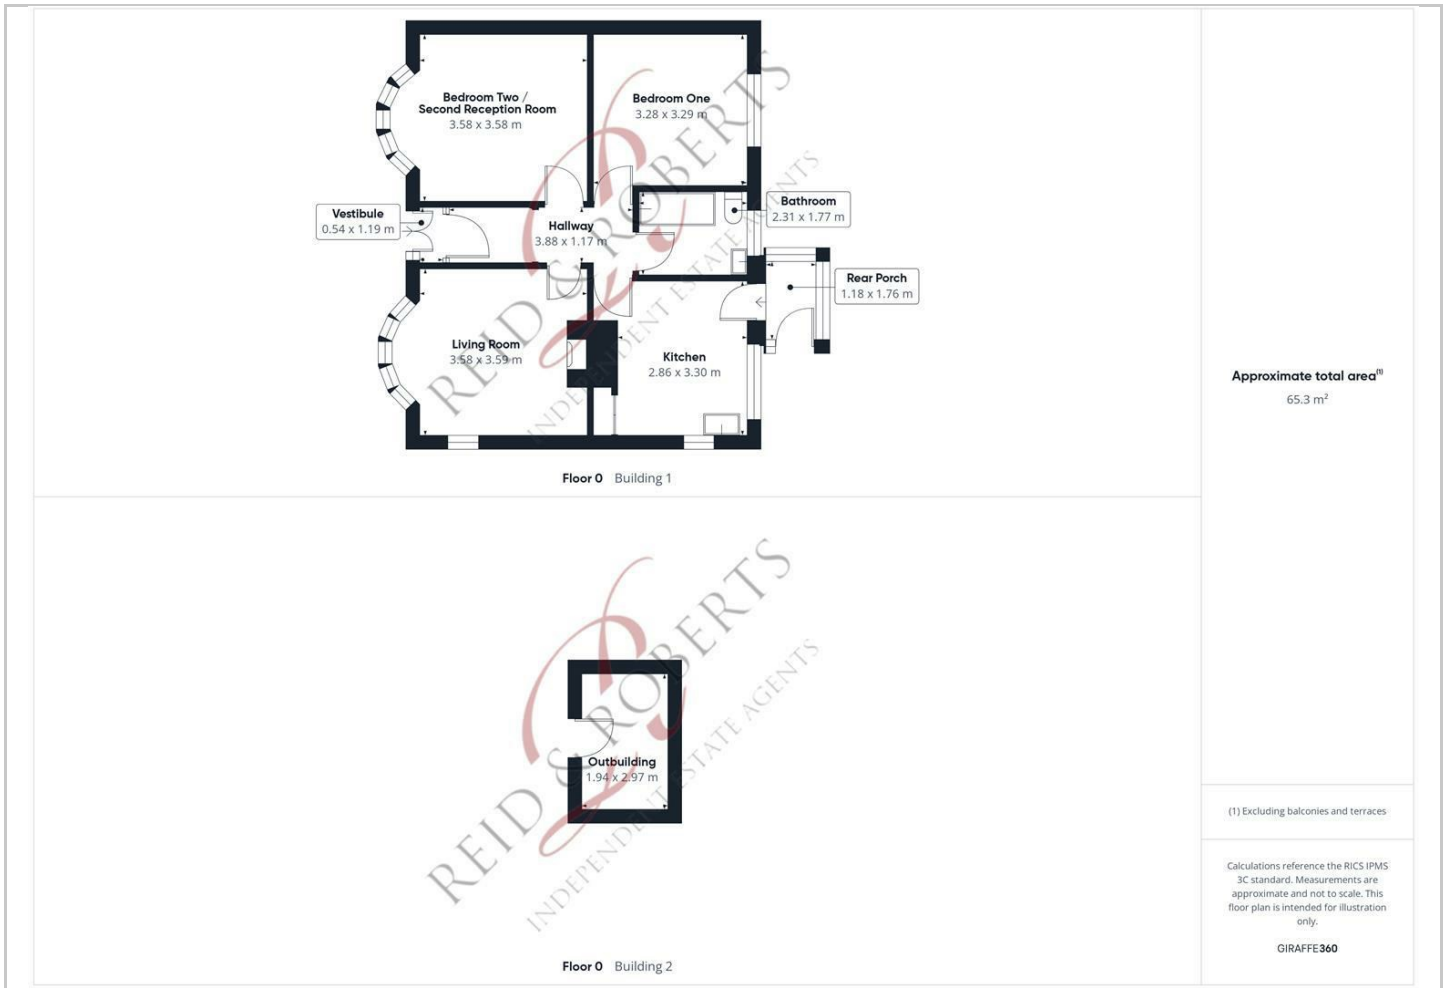 Bedroom Two /
Second Reception Room
3.58 x 3.58 m
Bedroom One
3.28 x 3.29 m
Vestibule
0.54 x 1.19 m
Hallway
3.88 x 1.17 m
Bathroom
2.31 x 1.77 m
Rear Porch
1.18 x 1.76 m
Living Room
3.58 x 3.59 m
Kitchen
2.86 x 3.30 m
REID & ROBERTS
INDEPENDENT ESTATE AGENTS
Floor 0 Building 1
Outbuilding
1.94 x 2.97 m
REID & ROBERTS
INDEPENDENT ESTATE AGENTS
Floor 0 Building 2
Approximate total area(1)
65.3 m²
(1) Excluding balconies and terraces
Calculations reference the RICS IPMS
3C standard. Measurements are
approximate and not to scale. This
floor plan is intended for illustration
only.
GIRAFFE360